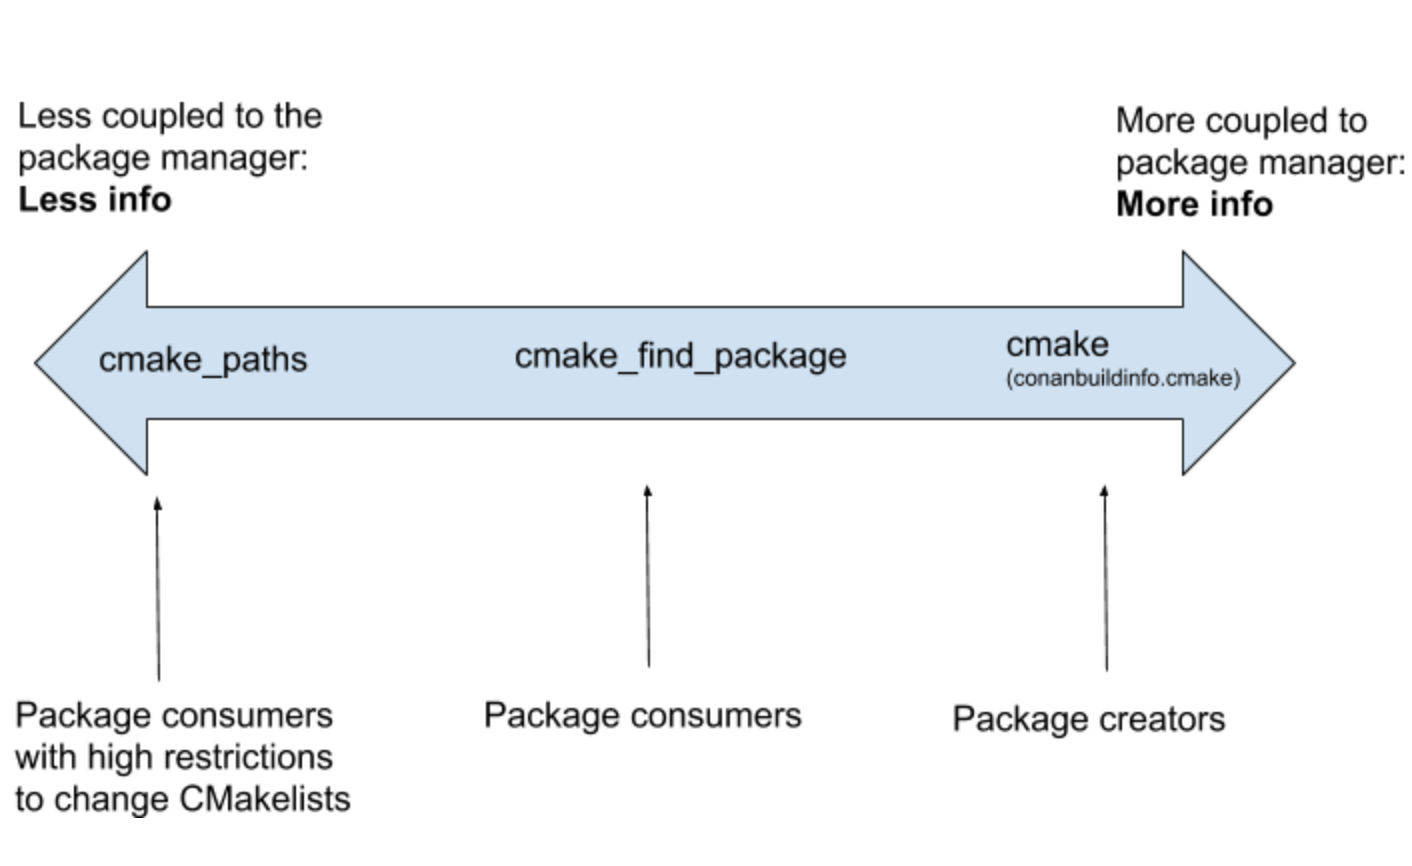 Less coupled to the
package manager:
Less info
More coupled to
package manager:
More info
cmake_paths
cmake_find_package
cmake
(conanbuildinfo.cmake)
Package consumers
with high restrictions
to change CMakelists
Package consumers
Package creators